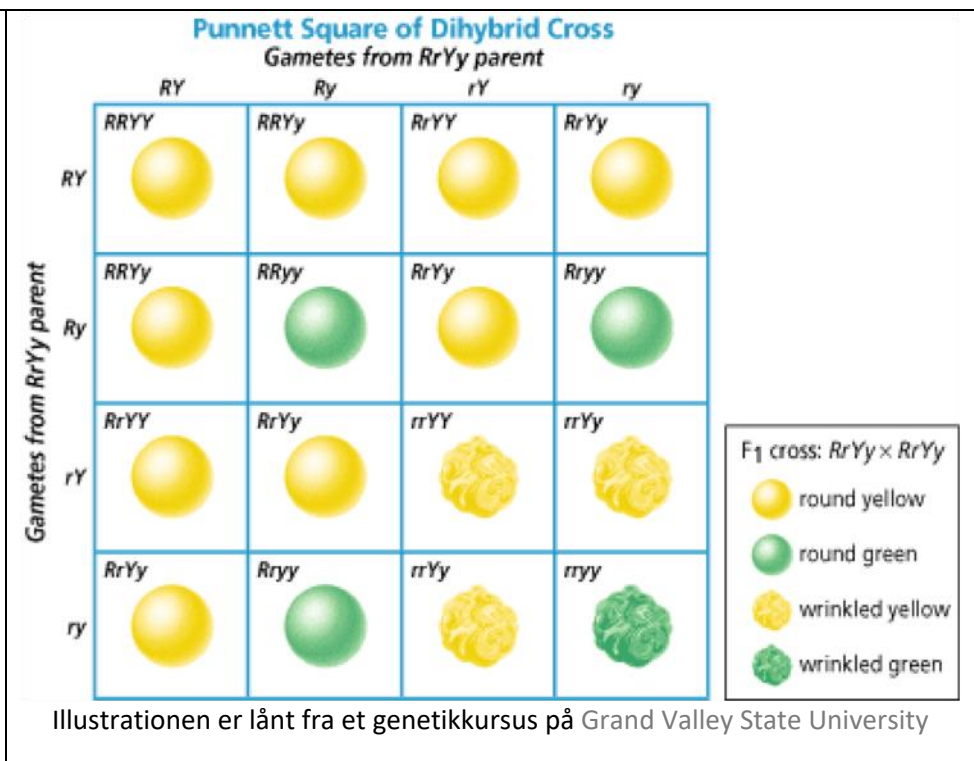 Punnett Square of Dihybrid Cross
Gametes from RrYy parent
RY Ry rY ry
RRYY RRYy RrYY RrYy
RY
RRYy RRyy RrYy Rryy
Ry
Gametes from RrYy parent
RrYY RrYy rrYY rrYy
rY
RrYy Rryy rrYy rryy
ry
F1 cross: RrYy × RrYy
round yellow
round green
wrinkled yellow
wrinkled green
Illustrationen er lånt fra et genetikkursus på Grand Valley State University